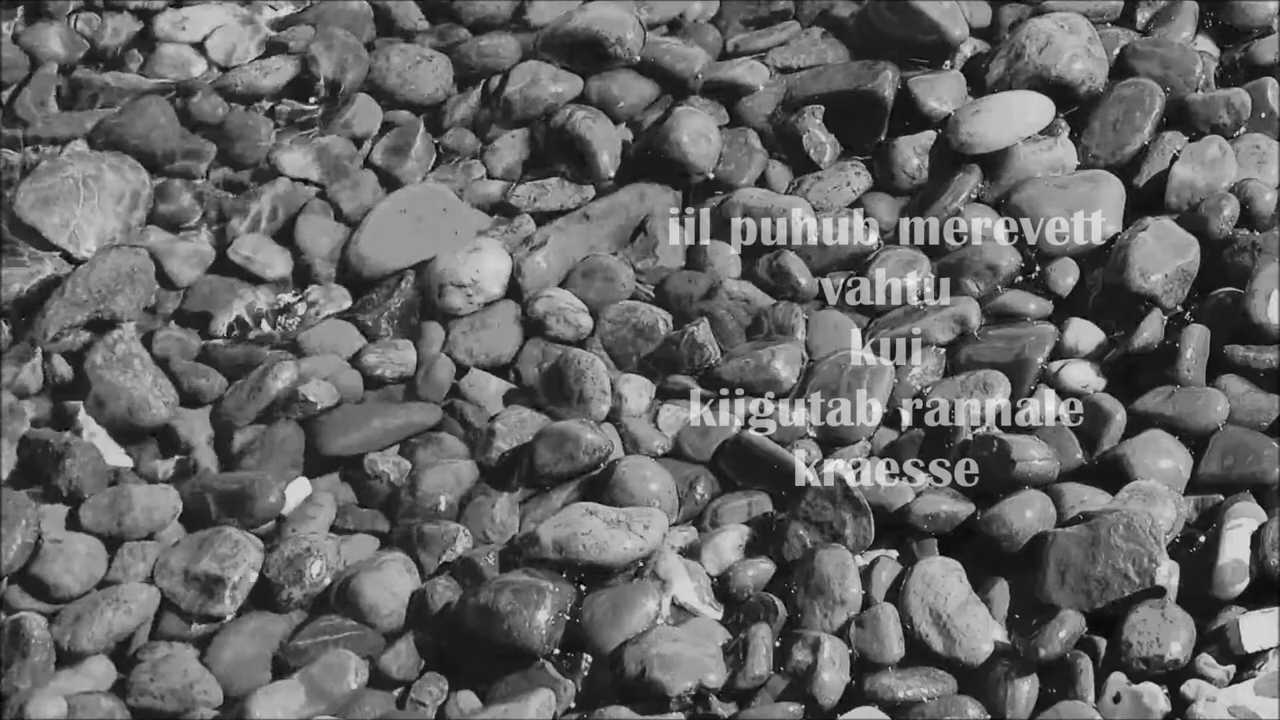 iil puhub merevett
vahtu
kui
kiigutab rannale
kraesse